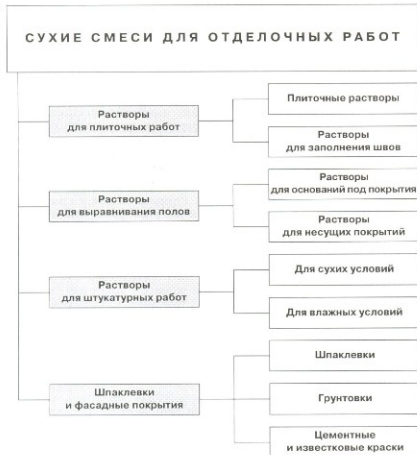 СУХИЕ СМЕСИ ДЛЯ ОТДЕЛОЧНЫХ РАБОТ
Растворы
для плиточных работ
Плиточные растворы
Растворы
для заполнения швов
Растворы
для выравнивания полов
Растворы
для оснований под покрытия
Растворы
для несущих покрытий
Растворы
для штукатурных работ
Для сухих условий
Для влажных условий
Шпаклевки
и фасадные покрытия
Шпаклевки
Грунтовки
Цементные
и известковые краски